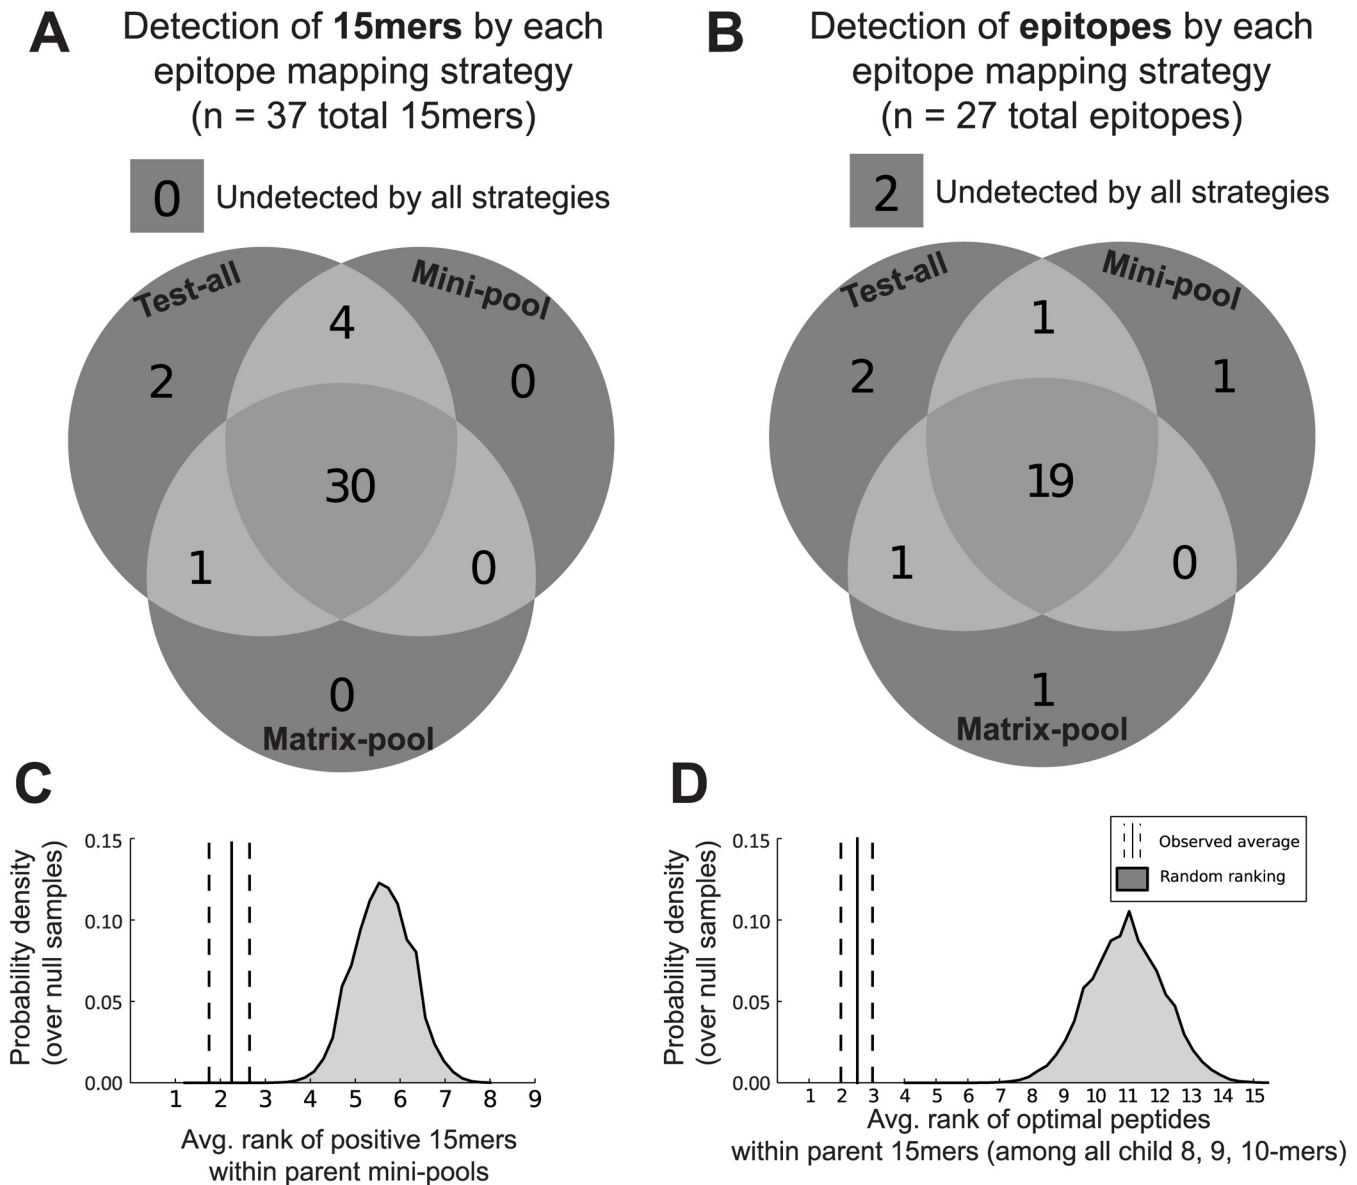 A
Detection of 15mers by each
epitope mapping strategy
(n = 37 total 15mers)
0
Undetected by all strategies
Test-all
Mini-pool
4
2
0
30
1
0
0
Matrix-pool
B
Detection of epitopes by each
epitope mapping strategy
(n = 27 total epitopes)
2
Undetected by all strategies
Test-all
Mini-pool
1
2
1
19
1
0
1
Matrix-pool
C
Probability density
(over null samples)
0.15
0.10
0.05
0.00
1 2 3 4 5 6 7 8 9
Avg. rank of positive 15mers
within parent mini-pools
D
Probability density
(over null samples)
0.15
0.10
0.05
0.00
Observed average
Random ranking
1 2 3 4 5 6 7 8 9 10 11 12 13 14 15
Avg. rank of optimal peptides
within parent 15mers (among all child 8, 9, 10-mers)